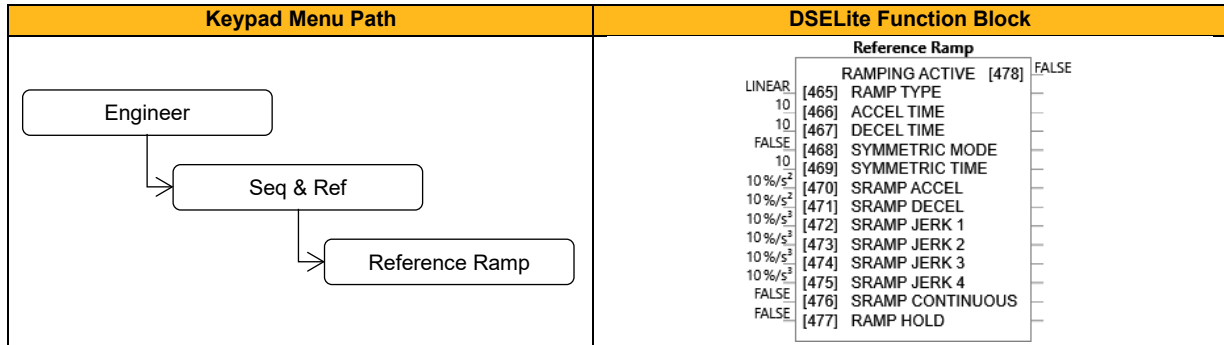 Keypad Menu Path
DSELite Function Block
Engineer
Seq & Ref
Reference Ramp
Reference Ramp
RAMPING ACTIVE [478] FALSE
LINEAR [465] RAMP TYPE
10 [466] ACCEL TIME
10 [467] DECEL TIME
FALSE [468] SYMMETRIC MODE
10 [469] SYMMETRIC TIME
10 %/s² [470] SRAMP ACCEL
10 %/s² [471] SRAMP DECEL
10 %/s³ [472] SRAMP JERK 1
10 %/s³ [473] SRAMP JERK 2
10 %/s³ [474] SRAMP JERK 3
10 %/s³ [475] SRAMP JERK 4
FALSE [476] SRAMP CONTINUOUS
FALSE [477] RAMP HOLD